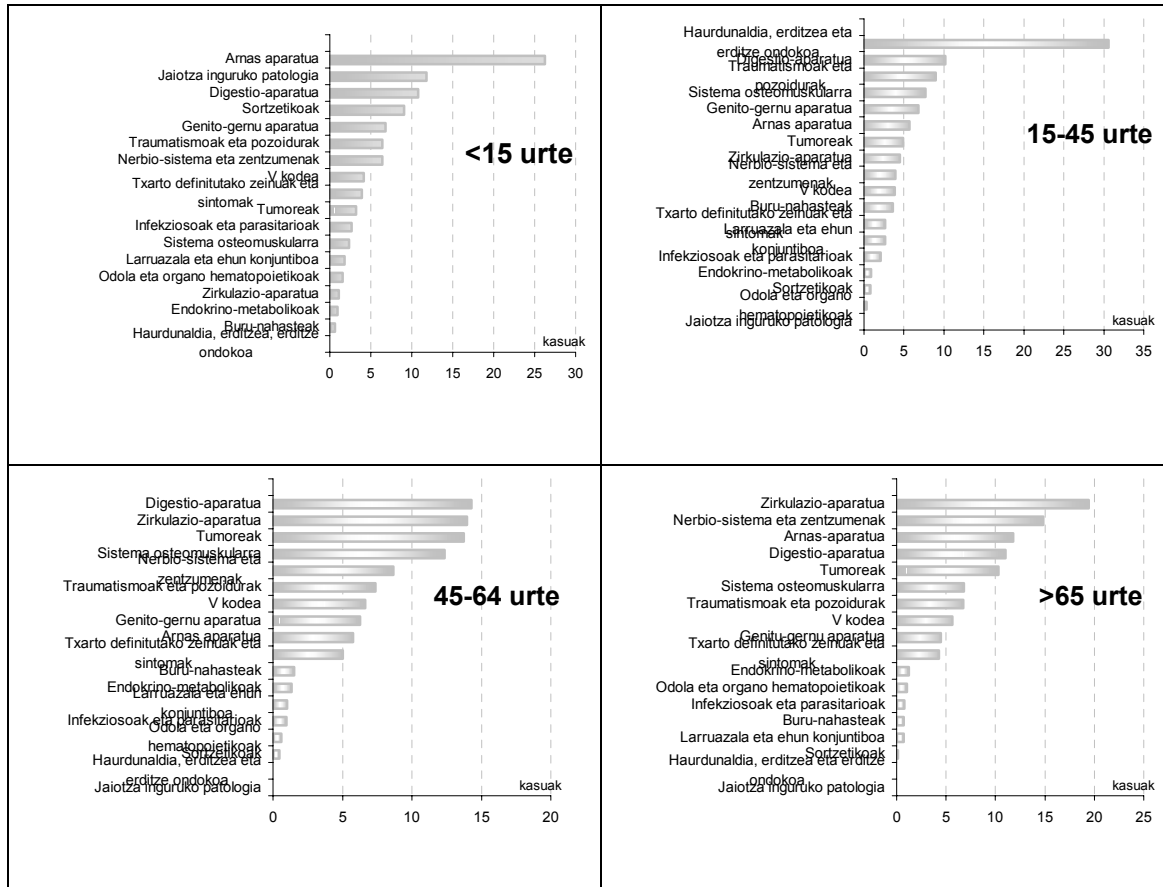 Arnas aparatua
Jaiotza inguruko patologia
Digestio-aparatua
Sortzetikoak
Genito-gernu aparatua
Traumatismoak eta pozoidurak
Nerbio-sistema eta zentzumenak
V kodea
Txarto definitutako zeinuak eta
sintomak
Tumoreak
Infekziosoak eta parasitarioak
Sistema osteomuskularra
Larruazala eta ehun konjuntiboa
Odola eta organo hematopoietikoak
Zirkulazio-aparatua
Endokrino-metabolikoak
Buru-nahasteak
Haurdunaldia, erditzea, erditze
ondokoa
<15 urte
kasuak
0 5 10 15 20 25 30
Haurdunaldia, erditzea eta
erditze ondokoa
Digestio-aparatua
Traumatismoak eta
pozoidurak
Sistema osteomuskularra
Genito-gernu aparatua
Arnas aparatua
Tumoreak
Zirkulazio-aparatua
Nerbio-sistema eta
zentzumenak
V kodea
Buru-nahasteak
Txarto definitutako zeinuak eta
sintomak
Larruazala eta ehun
konjuntiboa
Infekziosoak eta parasitarioak
Endokrino-metabolikoak
Sortzetikoak
Odola eta organo
hematopoietikoak
Jaiotza inguruko patologia
15-45 urte
kasuak
0 5 10 15 20 25 30 35
Digestio-aparatua
Zirkulazio-aparatua
Tumoreak
Sistema osteomuskularra
Nerbio-sistema eta
zentzumenak
Traumatismoak eta pozoidurak
V kodea
Genito-gernu aparatua
Arnas aparatua
Txarto definitutako zeinuak eta
sintomak
Buru-nahasteak
Endokrino-metabolikoak
Larruazala eta ehun
konjuntiboa
Infekziosoak eta parasitarioak
Odola eta organo
hematopoietikoak
Sortzetikoak
Haurdunaldia, erditzea eta
erditze ondokoa
Jaiotza inguruko patologia
45-64 urte
kasuak
0 5 10 15 20
Zirkulazio-aparatua
Nerbio-sistema eta zentzumenak
Arnas-aparatua
Digestio-aparatua
Tumoreak
Sistema osteomuskularra
Traumatismoak eta pozoidurak
V kodea
Genitu-gernu aparatua
Txarto definitutako zeinuak eta
sintomak
Endokrino-metabolikoak
Odola eta organo hematopoietikoak
Infekziosoak eta parasitarioak
Buru-nahasteak
Larruazala eta ehun konjuntiboa
Sortzetikoak
Haurdunaldia, erditzea eta erditze
ondokoa
Jaiotza inguruko patologia
>65 urte
kasuak
0 5 10 15 20 25